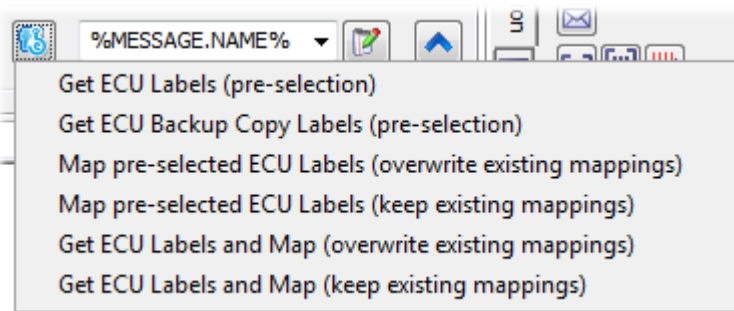 %MESSAGE.NAME%
on
Get ECU Labels (pre-selection)
Get ECU Backup Copy Labels (pre-selection)
Map pre-selected ECU Labels (overwrite existing mappings)
Map pre-selected ECU Labels (keep existing mappings)
Get ECU Labels and Map (overwrite existing mappings)
Get ECU Labels and Map (keep existing mappings)